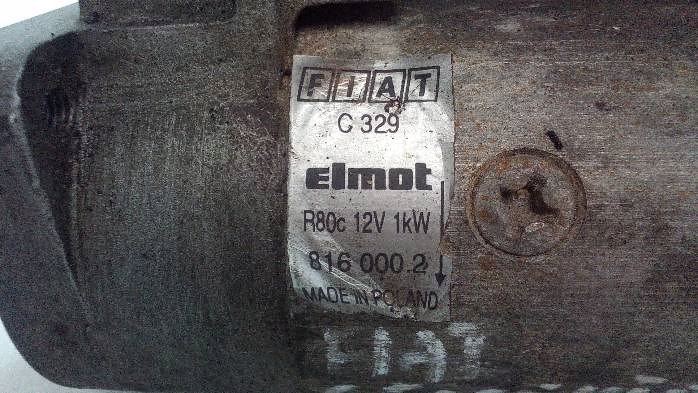 FIAT
C 329
elmot
R80c 12V 1kW
816 000.2
MADE IN POLAND
FIAT